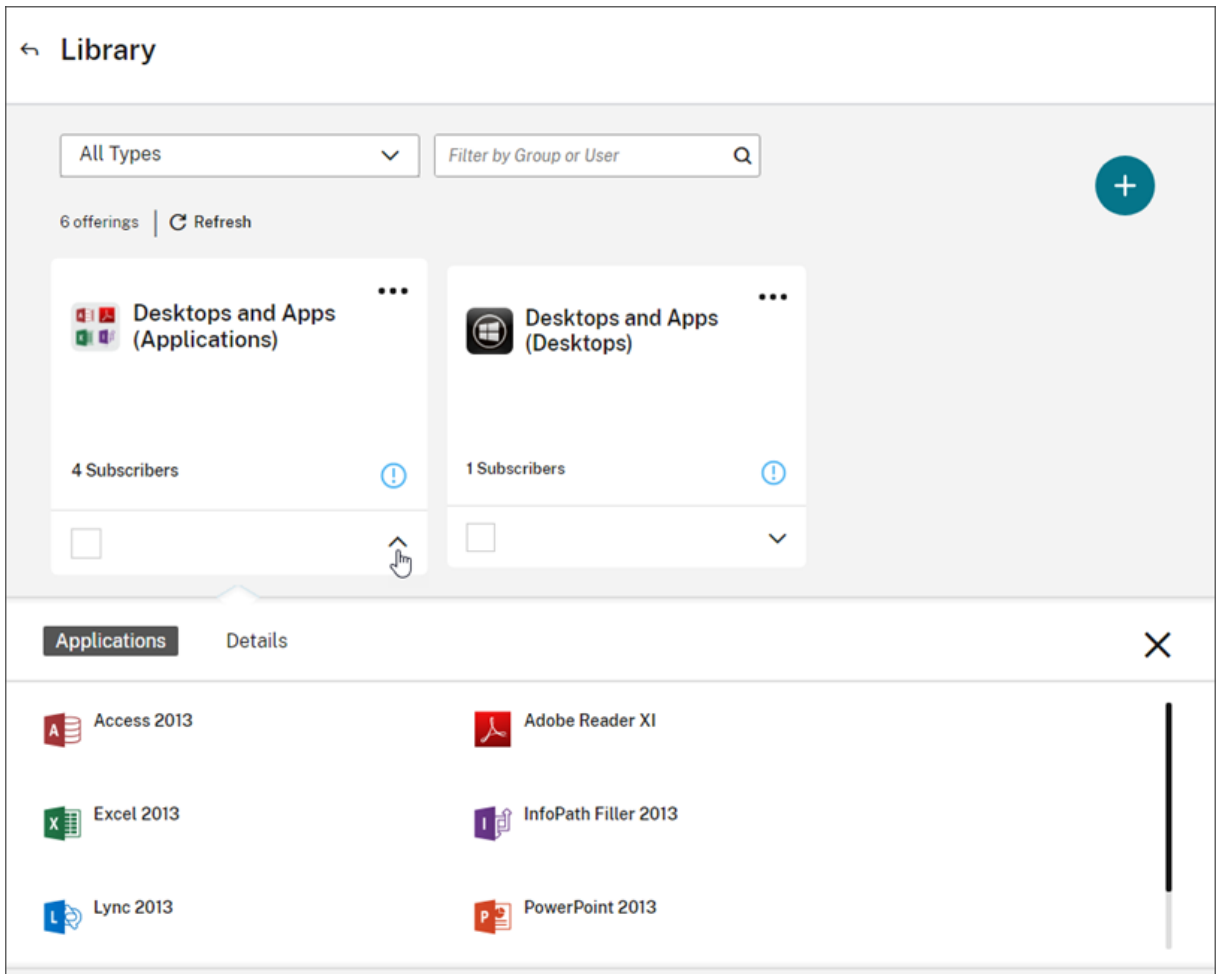 Library
All Types
Filter by Group or User
6 offerings
Refresh
Desktops and Apps
(Applications)
4 Subscribers
Desktops and Apps
(Desktops)
1 Subscribers
Applications
Details
Access 2013
Adobe Reader XI
Excel 2013
InfoPath Filler 2013
Lync 2013
PowerPoint 2013